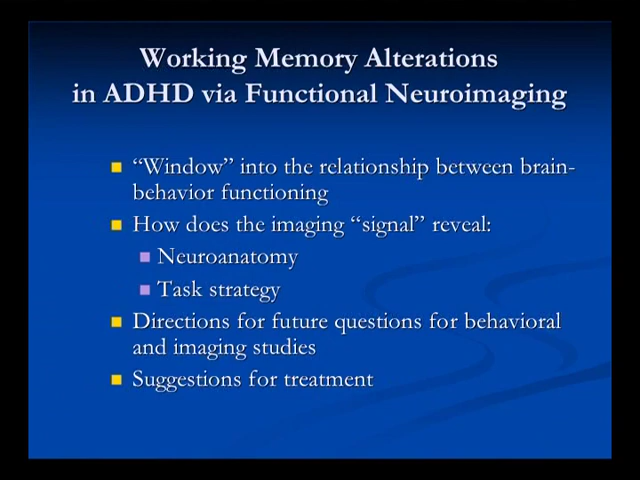 Working Memory Alterations
in ADHD via Functional Neuroimaging
“Window” into the relationship between brain-
behavior functioning
How does the imaging “signal” reveal:
Neuroanatomy
Task strategy
Directions for future questions for behavioral
and imaging studies
Suggestions for treatment